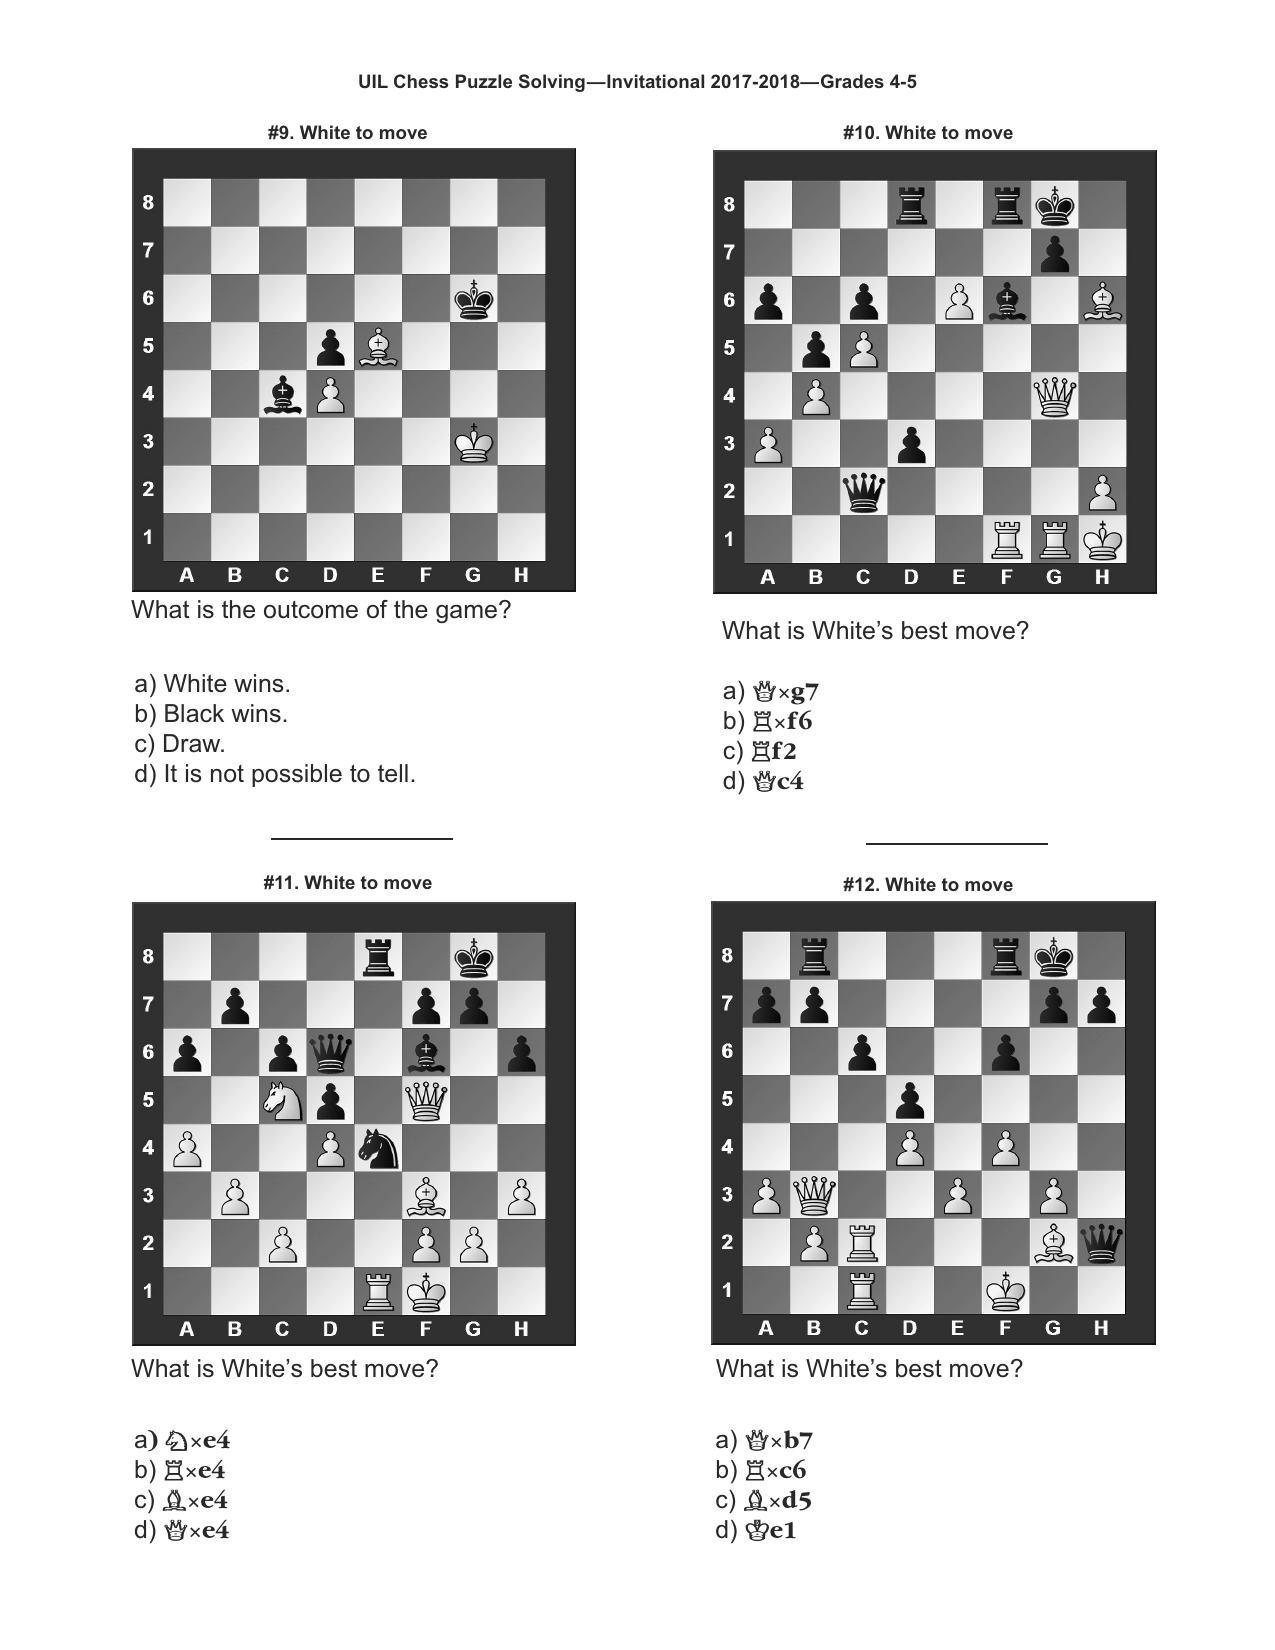 UIL Chess Puzzle Solving—Invitational 2017-2018—Grades 4-5
#9. White to move
8
7
6
5
4
3
2
1
A B C D E F G H
What is the outcome of the game?
a) White wins.
b) Black wins.
c) Draw.
d) It is not possible to tell.
#10. White to move
8
7
6
5
4
3
2
1
A B C D E F G H
What is White’s best move?
a) ♕×g7
b) ♖×f6
c) ♖f2
d) ♕c4
#11. White to move
8
7
6
5
4
3
2
1
A B C D E F G H
What is White’s best move?
a) ♘×e4
b) ♖×e4
c) ♗×e4
d) ♕×e4
#12. White to move
8
7
6
5
4
3
2
1
A B C D E F G H
What is White’s best move?
a) ♕×b7
b) ♖×c6
c) ♗×d5
d) ♔e1